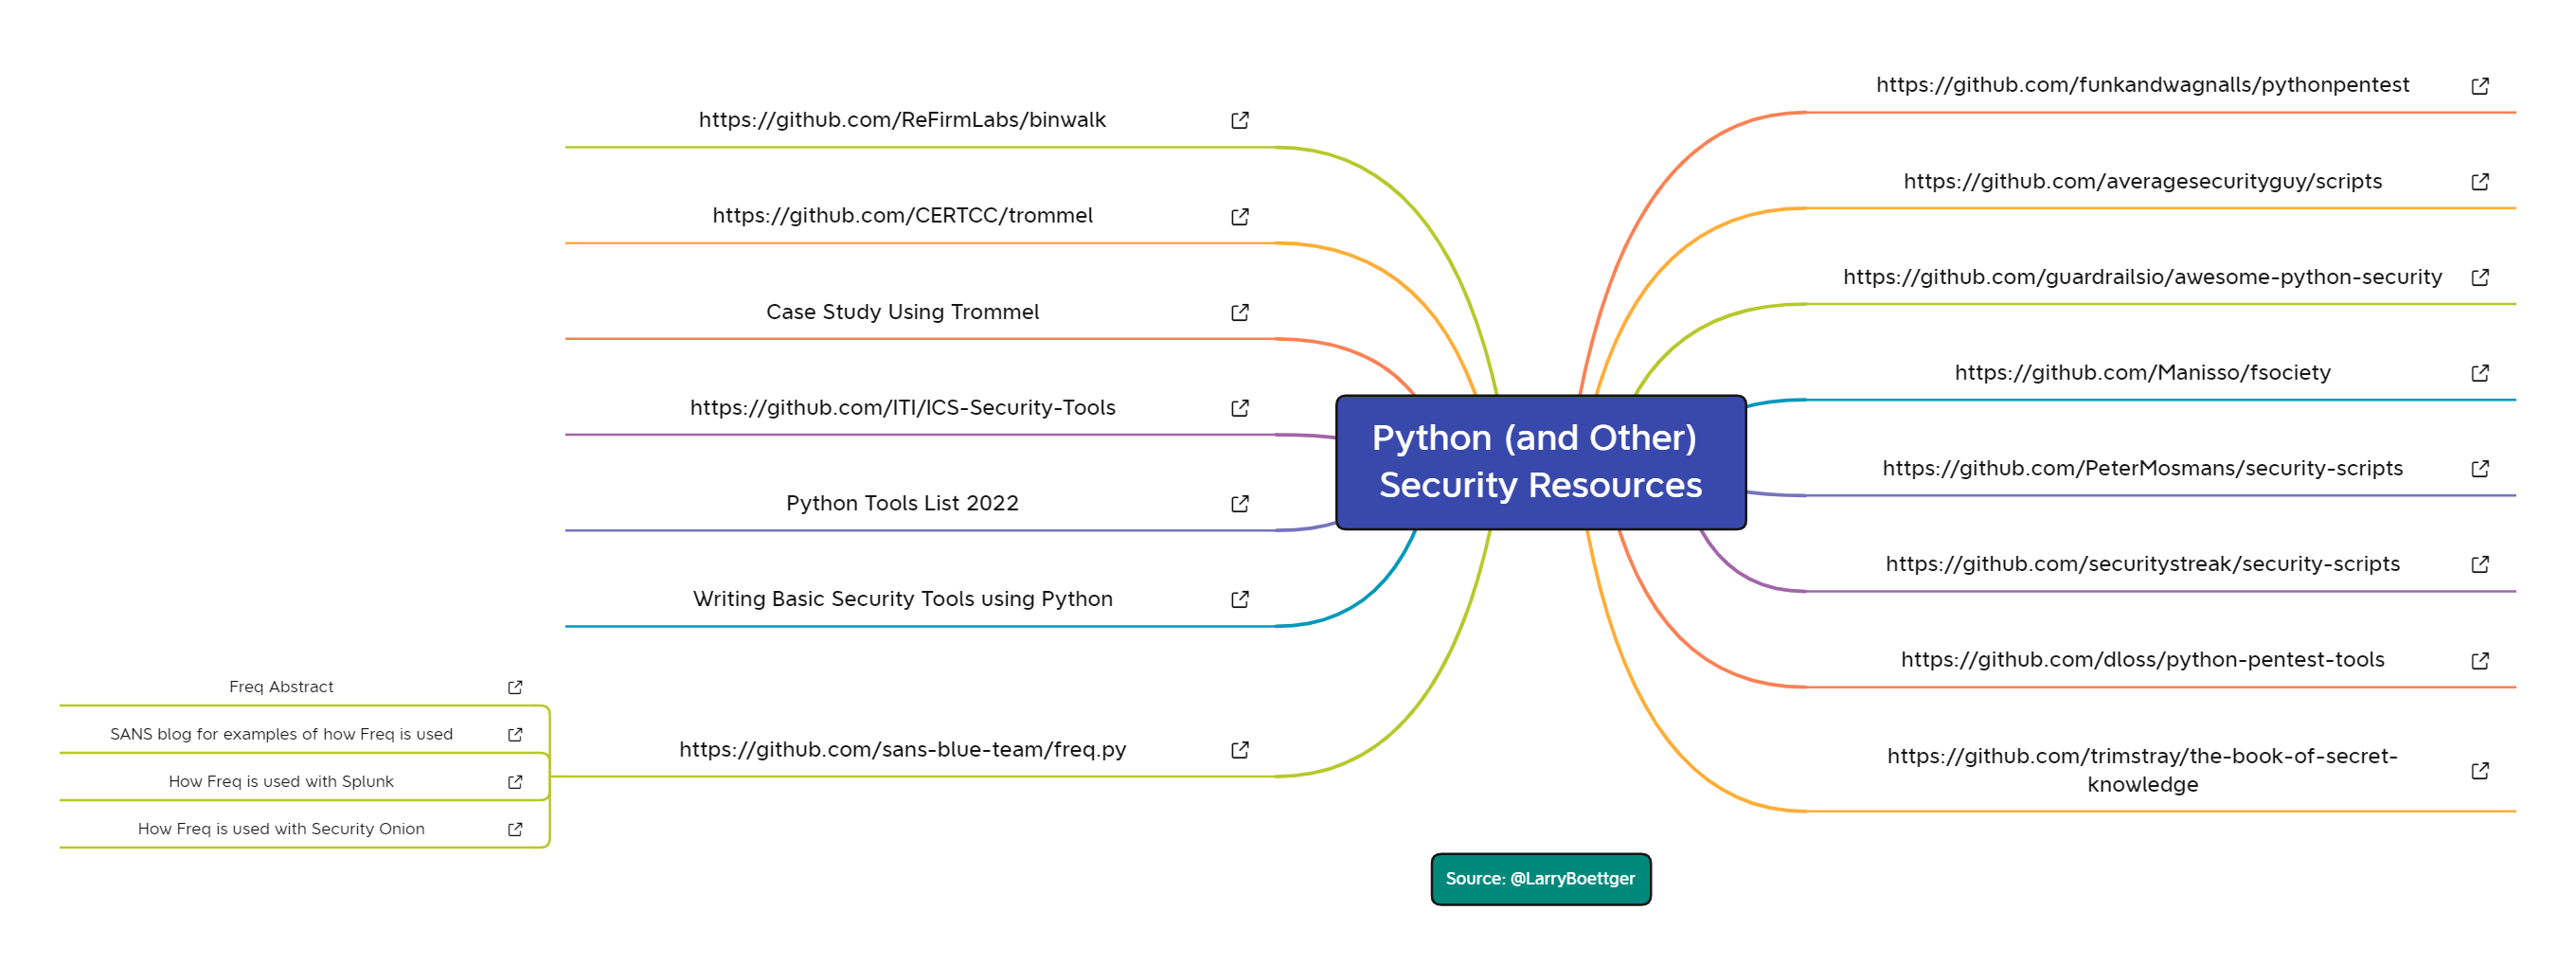 https://github.com/ReFirmLabs/binwalk
https://github.com/CERTCC/trommel
Case Study Using Trommel
https://github.com/ITI/ICS-Security-Tools
Python Tools List 2022
Writing Basic Security Tools using Python
https://github.com/sans-blue-team/freq.py
Freq Abstract
SANS blog for examples of how Freq is used
How Freq is used with Splunk
How Freq is used with Security Onion
Python (and Other)
Security Resources
https://github.com/funkandwagnalls/pythonpentest
https://github.com/averagesecurityguy/scripts
https://github.com/guardrailsio/awesome-python-security
https://github.com/Manisso/fsociety
https://github.com/PeterMosmans/security-scripts
https://github.com/securitystreak/security-scripts
https://github.com/dloss/python-pentest-tools
https://github.com/trimstray/the-book-of-secret-
knowledge
Source: @LarryBoettger